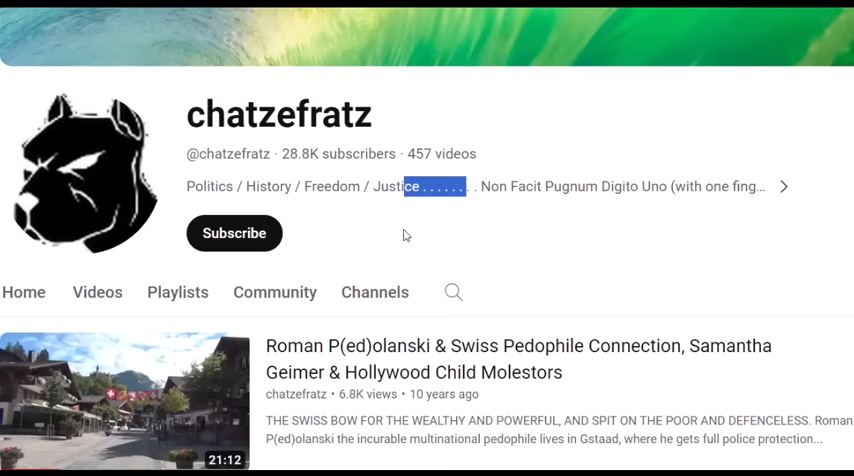 chatzefratz
@chatzefratz · 28.8K subscribers · 457 videos
Politics / History / Freedom / Justice . . . . . . . . Non Facit Pugnum Digito Uno (with one fing...
Subscribe
Home Videos Playlists Community Channels
Roman P(ed)olanski & Swiss Pedophile Connection, Samantha
Geimer & Hollywood Child Molestors
chatzefratz • 6.8K views • 10 years ago
THE SWISS BOW FOR THE WEALTHY AND POWERFUL, AND SPIT ON THE POOR AND DEFENCELESS. Roman
P(ed)olanski the incurable multinational pedophile lives in Gstaad, where he gets full police protection...
21:12